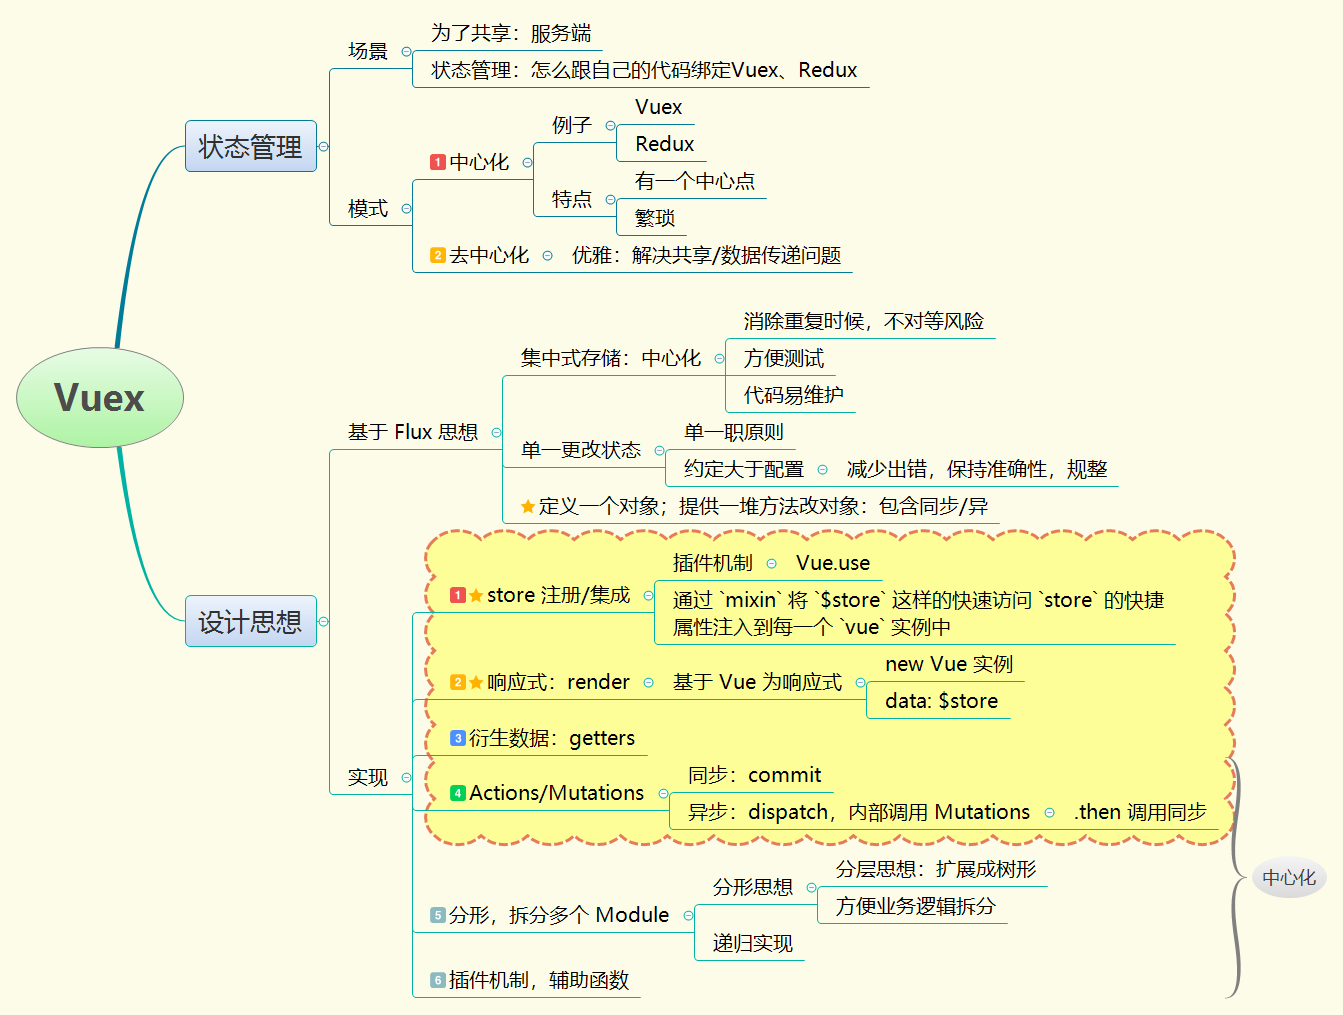 Vuex
状态管理
场景
为了共享：服务端
状态管理：怎么跟自己的代码绑定Vuex、Redux
模式
1 中心化
例子
Vuex
Redux
特点
有一个中心点
繁琐
2 去中心化
优雅：解决共享/数据传递问题
设计思想
基于 Flux 思想
集中式存储：中心化
消除重复时候，不对等风险
方便测试
代码易维护
单一更改状态
单一职原则
约定大于配置
减少出错，保持准确性，规整
定义一个对象；提供一堆方法改对象：包含同步/异
实现
1 store 注册/集成
插件机制
Vue.use
通过 `mixin` 将 `$store` 这样的快速访问 `store` 的快捷
属性注入到每一个 `vue` 实例中
2 响应式：render
基于 Vue 为响应式
new Vue 实例
data: $store
3 衍生数据：getters
4 Actions/Mutations
同步：commit
异步：dispatch，内部调用 Mutations
.then 调用同步
5 分形，拆分多个 Module
分形思想
分层思想：扩展成树形
方便业务逻辑拆分
递归实现
6 插件机制，辅助函数
中心化